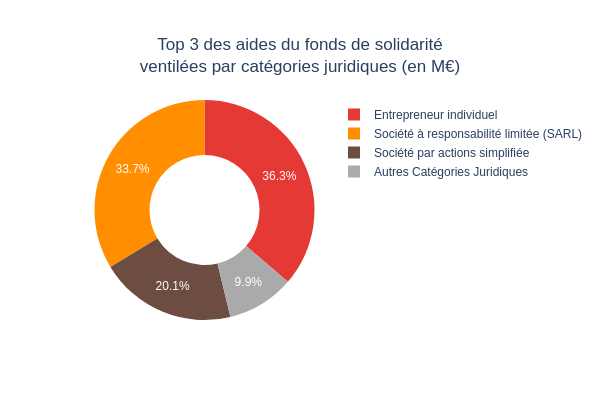 Top 3 des aides du fonds de solidarité
ventilées par catégories juridiques (en M€)
Entrepreneur individuel
Société à responsabilité limitée (SARL)
Société par actions simplifiée
Autres Catégories Juridiques
33.7%
36.3%
20.1%
9.9%